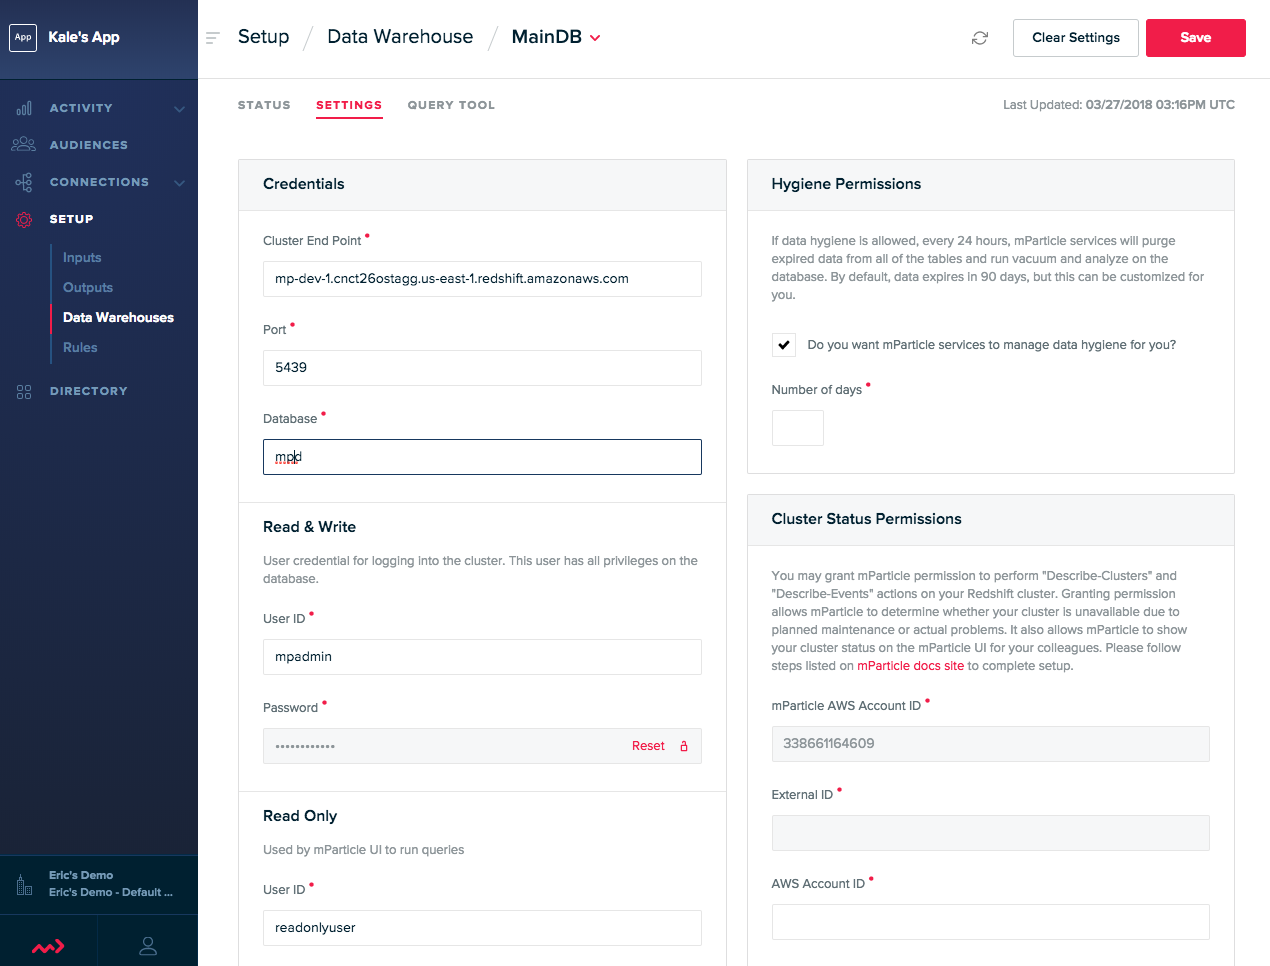 App
Kale's App
ACTIVITY
AUDIENCES
CONNECTIONS
SETUP
Inputs
Outputs
Data Warehouses
Rules
DIRECTORY
Eric's Demo
Eric's Demo - Default ...
Setup / Data Warehouse / MainDB
Clear Settings
Save
STATUS SETTINGS QUERY TOOL
Last Updated: 03/27/2018 03:16PM UTC
Credentials
Cluster End Point *
mp-dev-1.cnct26ostagg.us-east-1.redshift.amazonaws.com
Port *
5439
Database *
mpd
Read & Write
User credential for logging into the cluster. This user has all privileges on the
database.
User ID *
mpadmin
Password *
••••••••••••
Reset
Read Only
Used by mParticle UI to run queries
User ID *
readonlyuser
Hygiene Permissions
If data hygiene is allowed, every 24 hours, mParticle services will purge
expired data from all of the tables and run vacuum and analyze on the
database. By default, data expires in 90 days, but this can be customized for
you.
Do you want mParticle services to manage data hygiene for you?
Number of days *
Cluster Status Permissions
You may grant mParticle permission to perform "Describe-Clusters" and
"Describe-Events" actions on your Redshift cluster. Granting permission
allows mParticle to determine whether your cluster is unavailable due to
planned maintenance or actual problems. It also allows mParticle to show
your cluster status on the mParticle UI for your colleagues. Please follow
steps listed on mParticle docs site to complete setup.
mParticle AWS Account ID *
338661164609
External ID *
AWS Account ID *